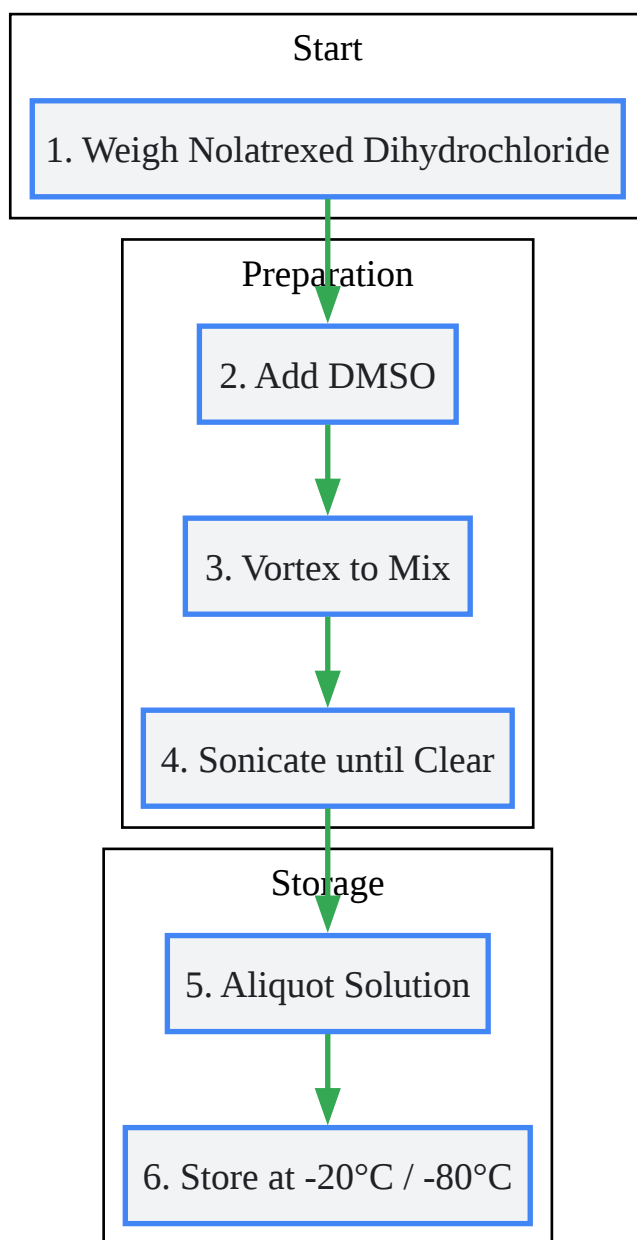 Start
1. Weigh Nolatrexed Dihydrochloride
Preparation
2. Add DMSO
3. Vortex to Mix
4. Sonicate until Clear
Storage
5. Aliquot Solution
6. Store at -20°C / -80°C